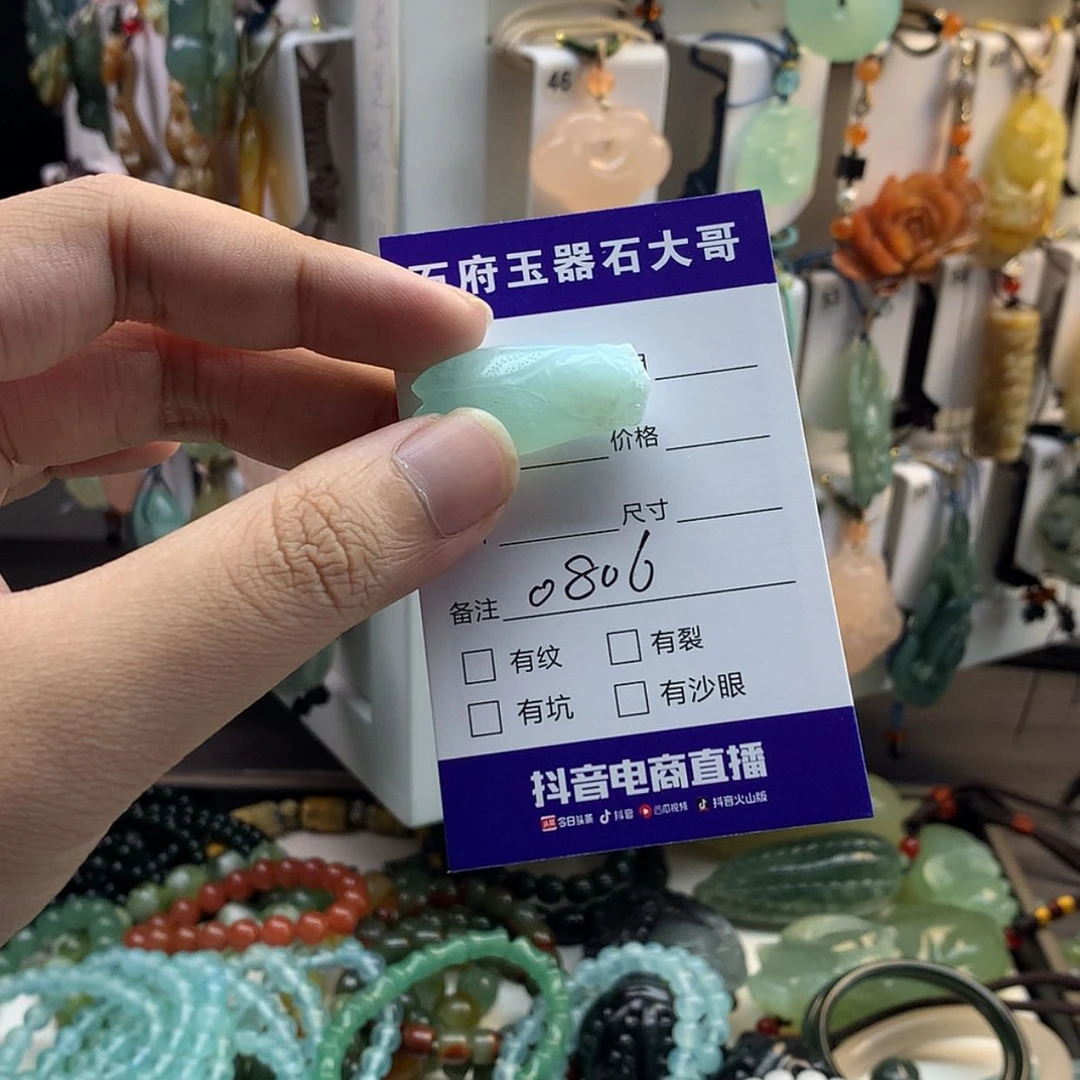 46
府玉器石大哥
价格
尺寸
备注 0806
有纹 有裂
有坑 有沙眼
抖音电商直播
今日头条 抖音 西瓜视频 抖音火山版
53